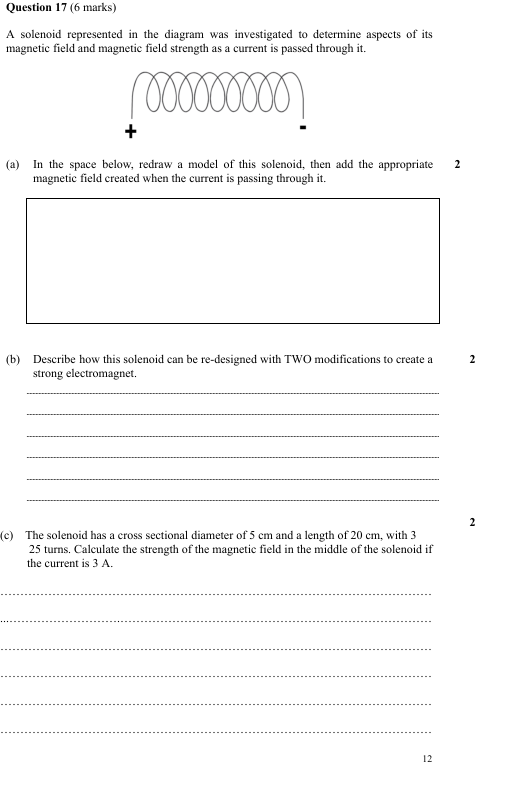 Question 17 (6 marks)
A solenoid represented in the diagram was investigated to determine aspects of its
magnetic field and magnetic field strength as a current is passed through it.
+ -
(a) In the space below, redraw a model of this solenoid, then add the appropriate 2
magnetic field created when the current is passing through it.
(b) Describe how this solenoid can be re-designed with TWO modifications to create a 2
strong electromagnet.
2
(c) The solenoid has a cross sectional diameter of 5 cm and a length of 20 cm, with 3
25 turns. Calculate the strength of the magnetic field in the middle of the solenoid if
the current is 3 A.
12